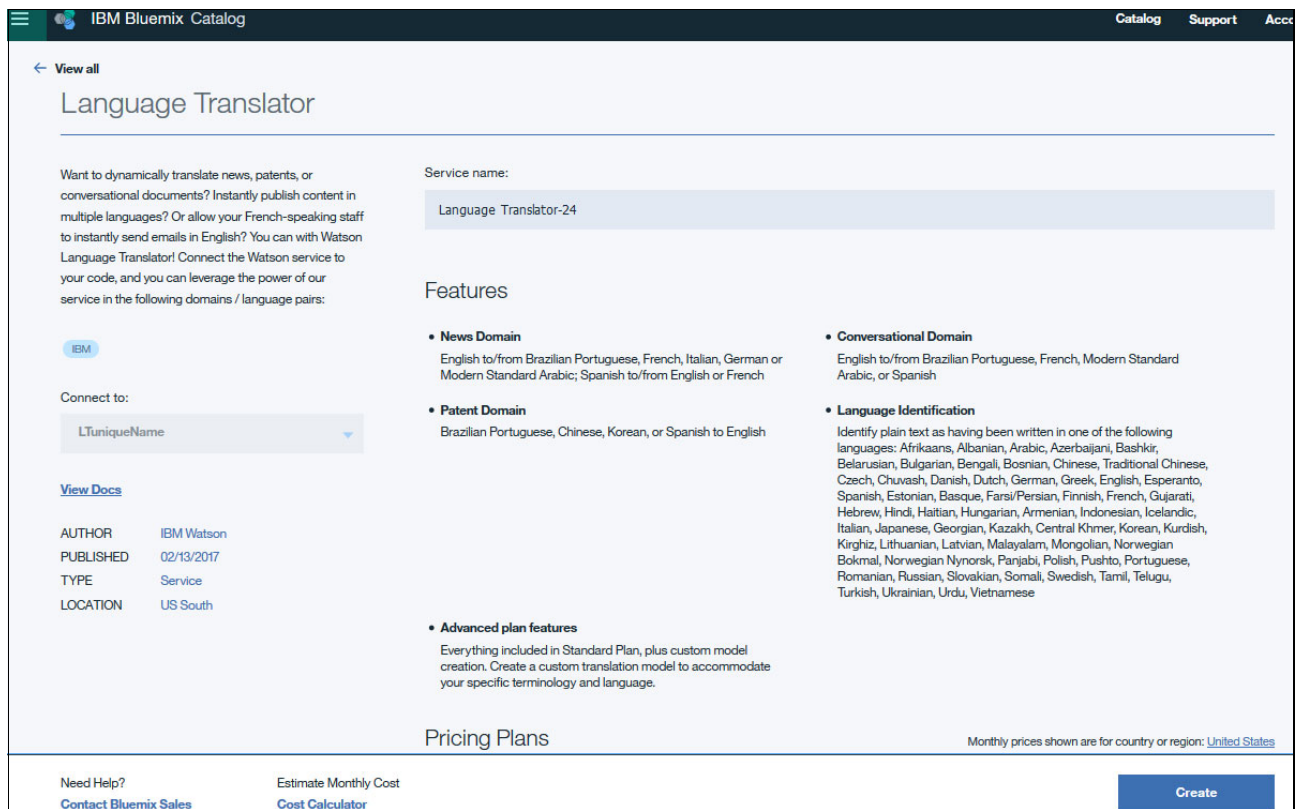 IBM Bluemix Catalog
Catalog Support
View all
Language Translator
Want to dynamically translate news, patents, or
conversational documents? Instantly publish content in
multiple languages? Or allow your French-speaking staff
to instantly send emails in English? You can with Watson
Language Translator! Connect the Watson service to
your code, and you can leverage the power of our
service in the following domains / language pairs:
IBM
Connect to:
LTuniqueName
View Docs
AUTHOR IBM Watson
PUBLISHED 02/13/2017
TYPE Service
LOCATION US South
Service name:
Language Translator-24
Features
• News Domain
English to/from Brazilian Portuguese, French, Italian, German or
Modern Standard Arabic; Spanish to/from English or French
• Conversational Domain
English to/from Brazilian Portuguese, French, Modern Standard
Arabic, or Spanish
• Patent Domain
Brazilian Portuguese, Chinese, Korean, or Spanish to English
• Language Identification
Identify plain text as having been written in one of the following
languages: Afrikaans, Albanian, Arabic, Azerbaijani, Bashkir,
Belarusian, Bulgarian, Bengali, Bosnian, Chinese, Traditional Chinese,
Czech, Chuvash, Danish, Dutch, German, Greek, English, Esperanto,
Spanish, Estonian, Basque, Farsi/Persian, Finnish, French, Gujarati,
Hebrew, Hindi, Haitian, Hungarian, Armenian, Indonesian, Icelandic,
Italian, Japanese, Georgian, Kazakh, Central Khmer, Korean, Kurdish,
Kirghiz, Lithuanian, Latvian, Malayalam, Mongolian, Norwegian
Bokmal, Norwegian Nynorsk, Panjabi, Polish, Pushto, Portuguese,
Romanian, Russian, Slovakian, Somali, Swedish, Tamil, Telugu,
Turkish, Ukrainian, Urdu, Vietnamese
• Advanced plan features
Everything included in Standard Plan, plus custom model
creation. Create a custom translation model to accommodate
your specific terminology and language.
Pricing Plans
Monthly prices shown are for country or region: United States
Need Help?
Contact Bluemix Sales
Estimate Monthly Cost
Cost Calculator
Create